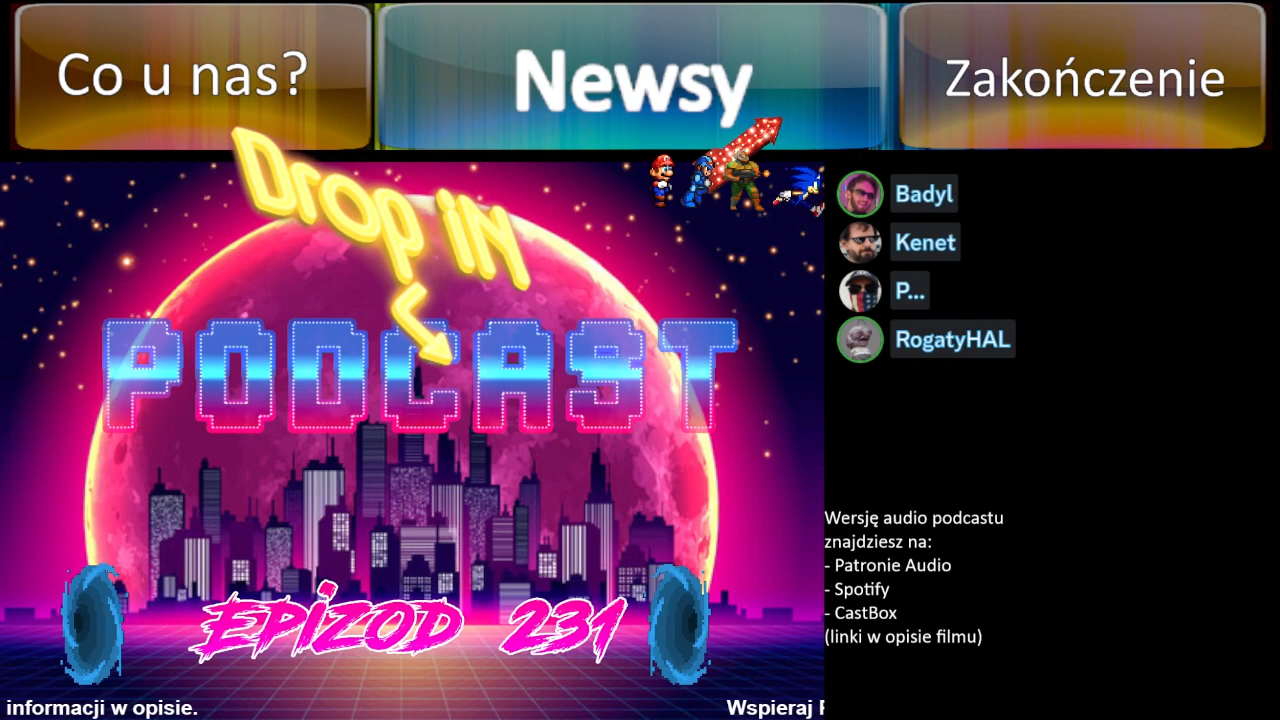 Co u nas?
Newsy
Zakończenie
Drop iN
PODCAST
EPIZOD 231
Badyl
Kenet
P...
RogatyHAL
Wersję audio podcastu
znajdziesz na:
- Patronie Audio
- Spotify
- CastBox
(linki w opisie filmu)
informacji w opisie.
Wspieraj